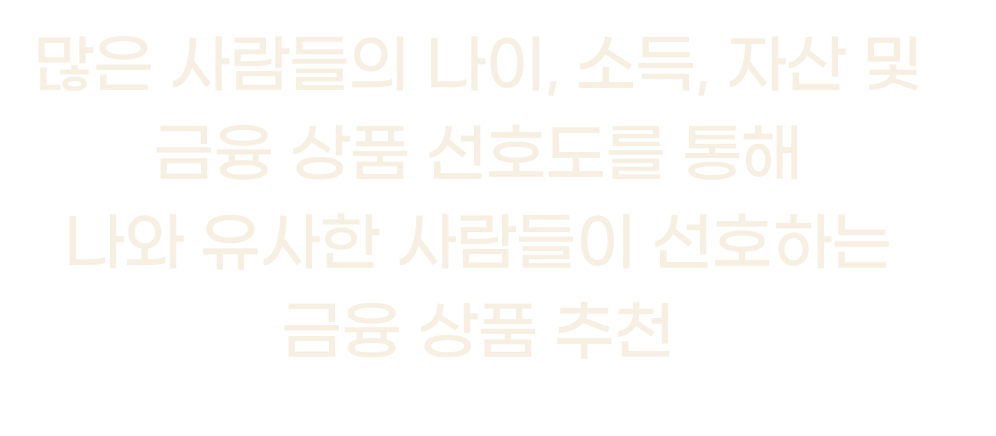 많은 사람들의 나이, 소득, 자산 및
금융 상품 선호도를 통해
나와 유사한 사람들이 선호하는
금융 상품 추천